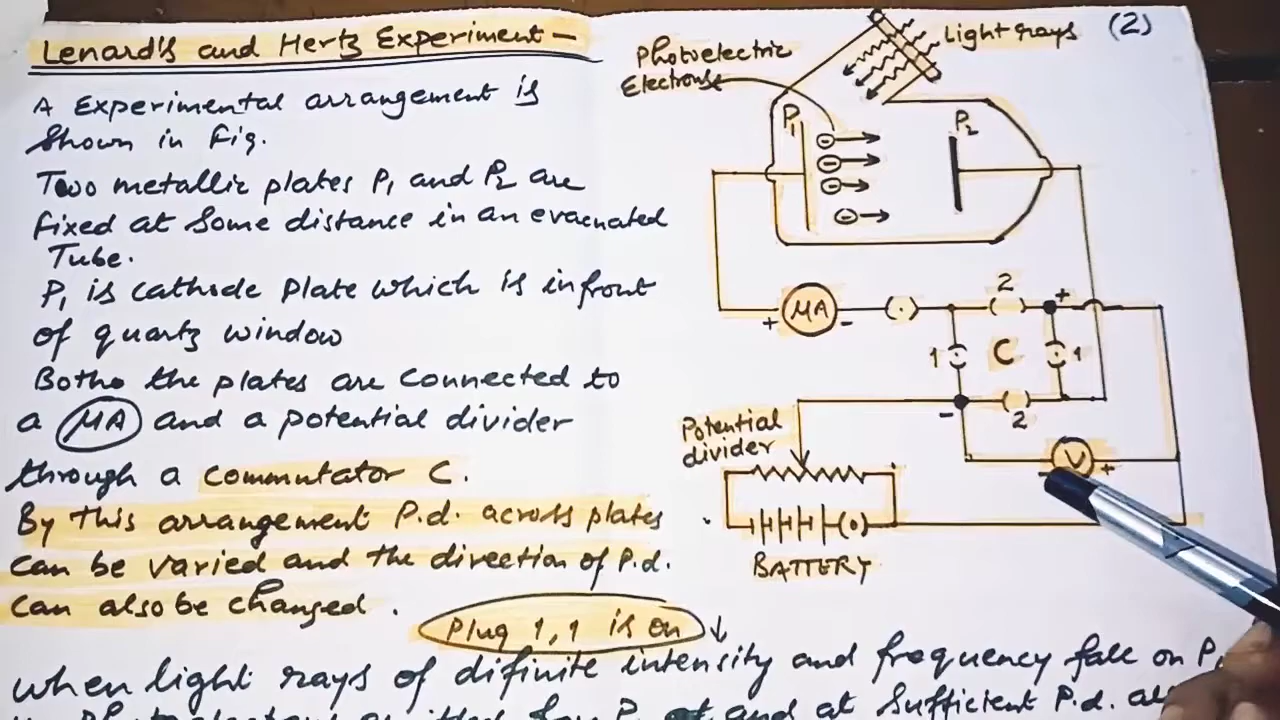 Lenard's and Hertz Experiment -
(2)
A Experimental arrangement is
Shown in Fig.
Two metallic plates P1 and P2 are
fixed at Some distance in an evacuated
Tube.
P1 is cathode Plate which is infront
of quartz window
Botho the plates are Connected to
a MA and a potential divider
through a Commutator C.
By this arrangement P.d. across plates
can be varied and the direction of P.d.
can also be changed.
Plug 1,1 is on ↓
when light rays of difinite intensity and frequency fall on P
and at Sufficient P.d.
Photoelectric
Light rays
P1
P2
+ MA -
2
+
1
C
1
-
2
Potential
divider
- V +
BATTERY